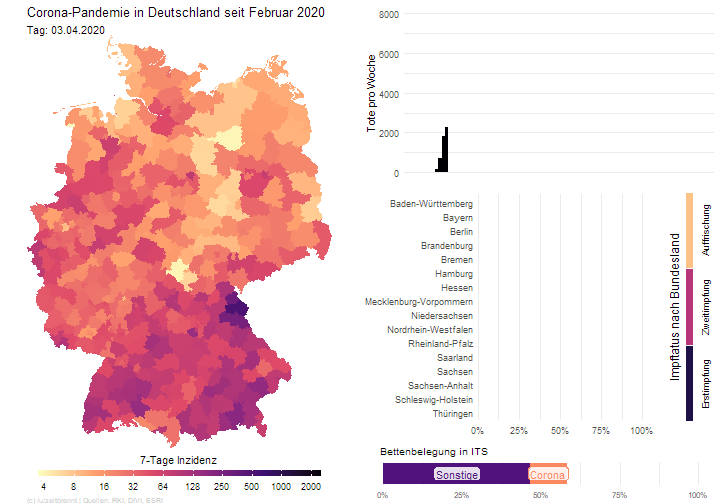 Corona-Pandemie in Deutschland seit Februar 2020
Tag: 03.04.2020
7-Tage Inzidenz
4 8 16 32 64 128 250 500 1000 2000
Tote pro Woche
8000
6000
4000
2000
0
Baden-Württemberg
Bayern
Berlin
Brandenburg
Bremen
Hamburg
Hessen
Mecklenburg-Vorpommern
Niedersachsen
Nordrhein-Westfalen
Rheinland-Pfalz
Saarland
Sachsen
Sachsen-Anhalt
Schleswig-Holstein
Thüringen
0% 25% 50% 75% 100%
Impfstatus nach Bundesland
Auffrischung
Zweitimpfung
Erstimpfung
Bettenbelegung in ITS
Sonstige Corona
0% 25% 50% 75% 100%
| Quellen: RKI, DIVI, ESRI